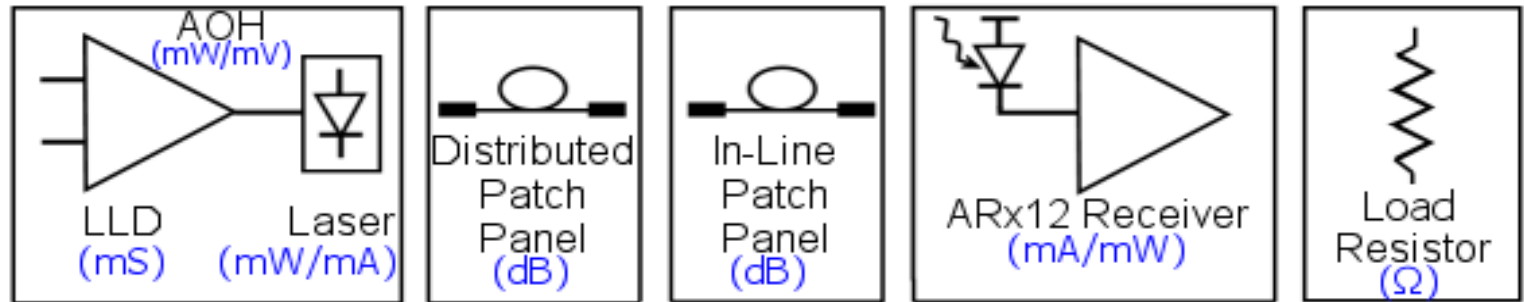 AOH
(mW/mV)
LLD
(mS)
Laser
(mW/mA)
Distributed
Patch
Panel
(dB)
In-Line
Patch
Panel
(dB)
ARx12 Receiver
(mA/mW)
Load
Resistor
(Ω)